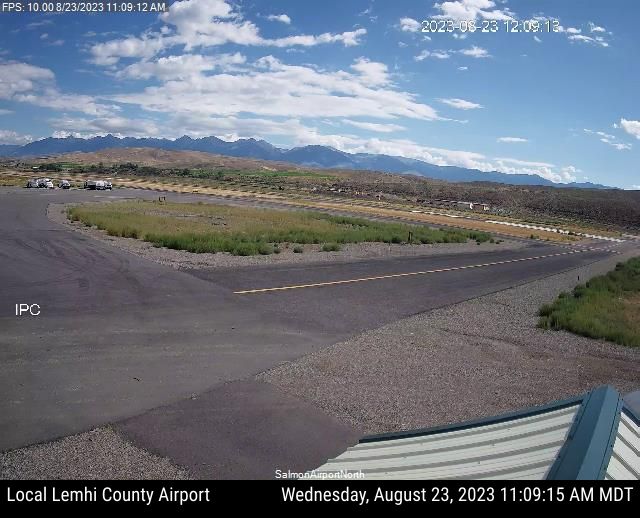 FPS: 10.00 8/23/2023 11:09:12 AM
2023-08-23 12:09:13
IPC
SalmonAirportNorth
Local Lemhi County Airport
Wednesday, August 23, 2023 11:09:15 AM MDT